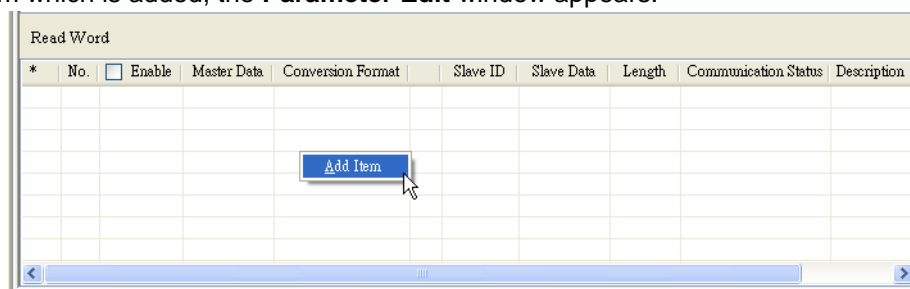 which is added, the Parameter Edit window appears.
Read Word
* No. Enable Master Data Conversion Format Slave ID Slave Data Length Communication Status Description
Add Item